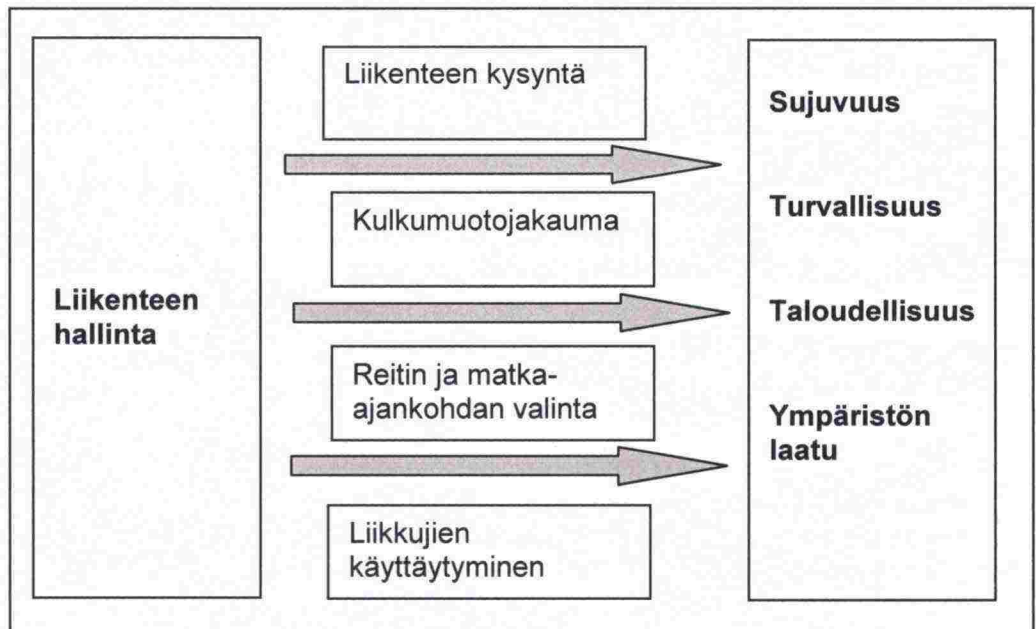 Liikenteen
hallinta
Liikenteen kysyntä
Kulkumuotojakauma
Reitin ja matka-
ajankohdan valinta
Liikkujien
käyttäytyminen
Sujuvuus
Turvallisuus
Taloudellisuus
Ympäristön
laatu